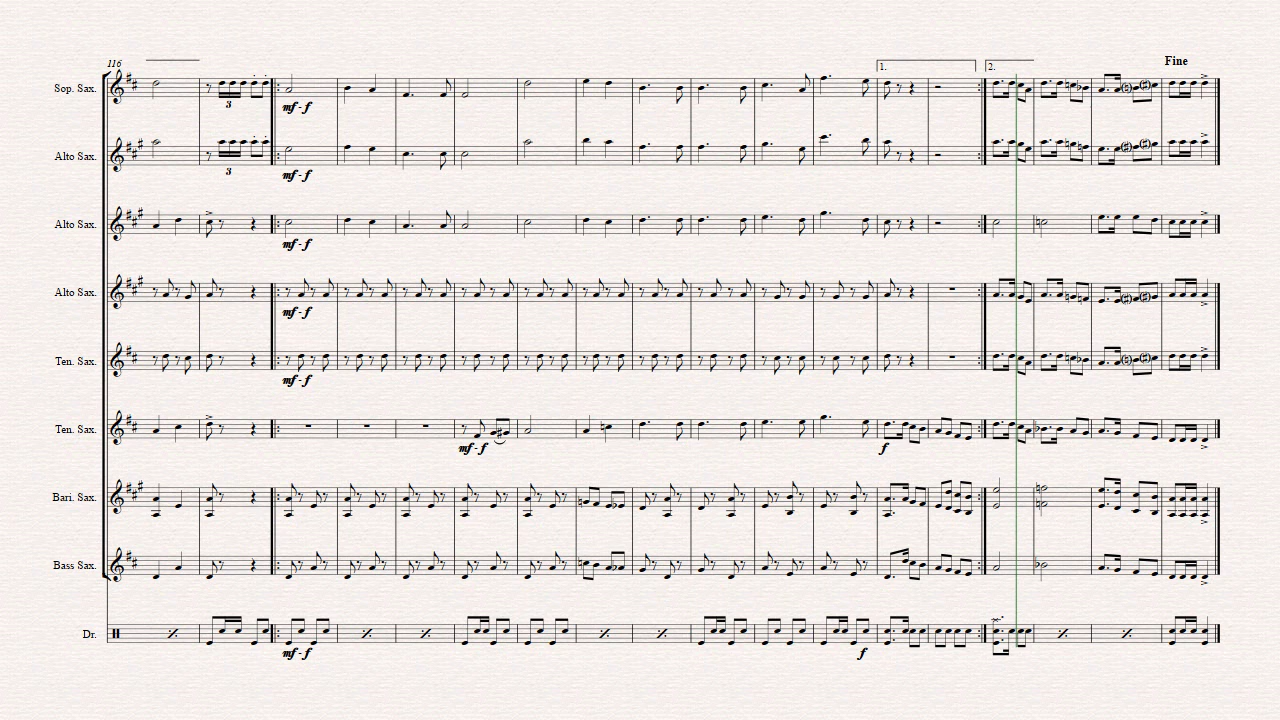 116
Fine
1.
2.
Sop. Sax.
3
mf - f
Alto Sax.
3
mf - f
Alto Sax.
mf - f
Alto Sax.
mf - f
Ten. Sax.
mf - f
Ten. Sax.
mf - f
f
Bari. Sax.
Bass Sax.
Dr.
mf - f
f